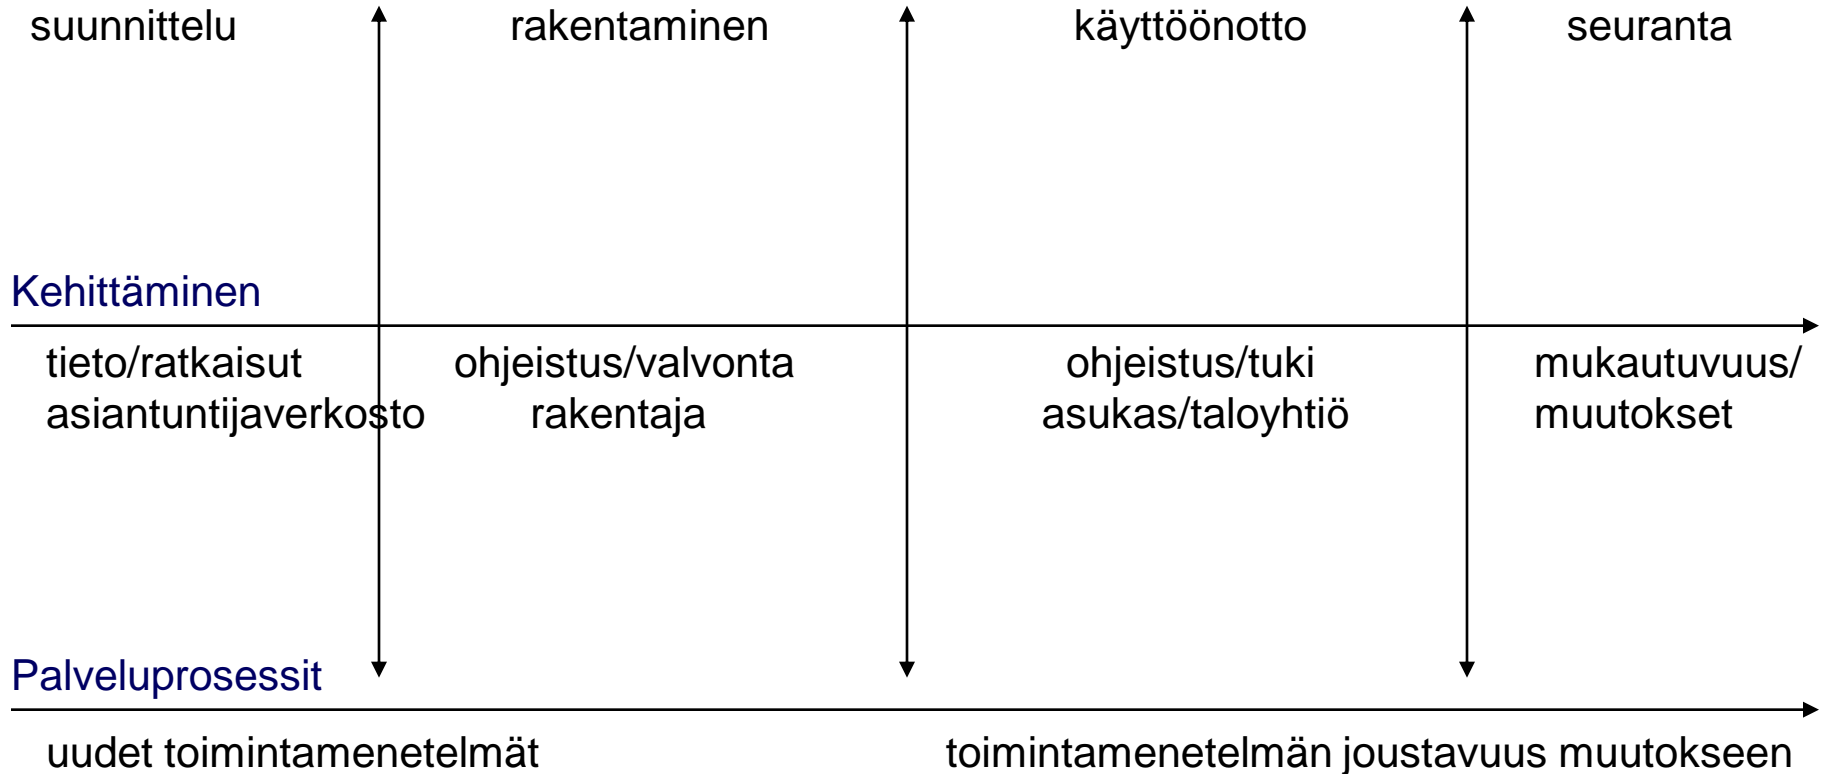 suunnittelu rakentaminen käyttöönotto seuranta
Kehittäminen
tieto/ratkaisut ohjeistus/valvonta ohjeistus/tuki mukautuvuus/
asiantuntijaverkosto rakentaja asukas/taloyhtiö muutokset
Palveluprosessit
uudet toimintamenetelmät toimintamenetelmän joustavuus muutokseen